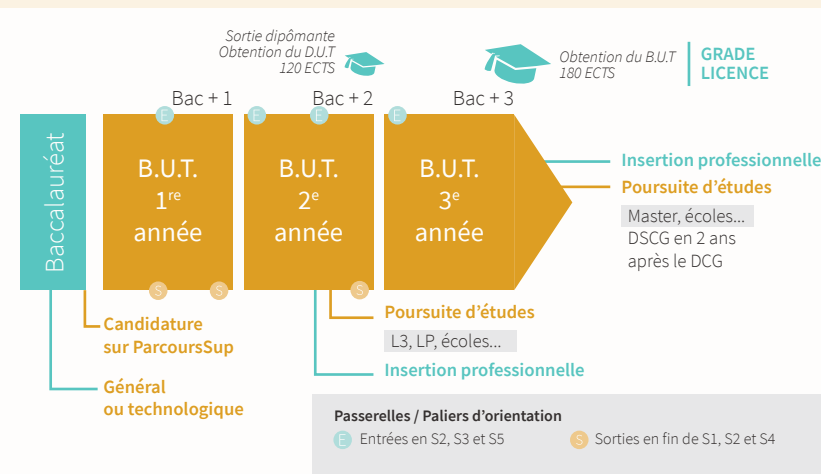 Sortie dipômante
Obtention du D.U.T
120 ECTS
Obtention du B.U.T
180 ECTS
GRADE
LICENCE
Bac + 1
Bac + 2
Bac + 3
E
E
E
E
Baccalauréat
B.U.T.
1re
année
B.U.T.
2e
année
B.U.T.
3e
année
S
S
S
Insertion professionnelle
Poursuite d'études
Master, écoles...
DSCG en 2 ans
après le DCG
Candidature
sur ParcoursSup
Général
ou technologique
Poursuite d'études
L3, LP, écoles...
Insertion professionnelle
Passerelles / Paliers d'orientation
E Entrées en S2, S3 et S5
S Sorties en fin de S1, S2 et S4